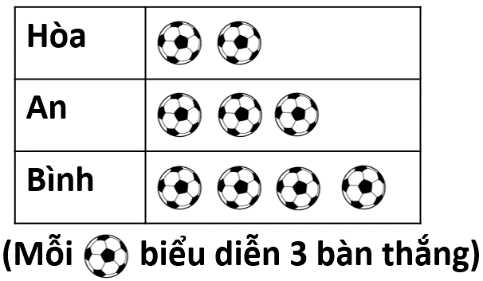 Hòa
An
Bình
(Mỗi biểu diễn 3 bàn thắng)